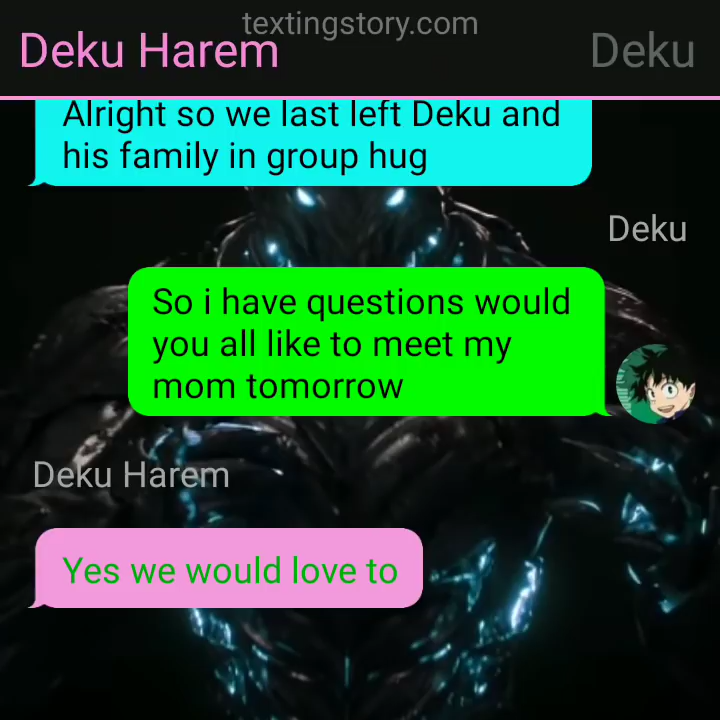 textingstory.com
Deku Harem
Deku
Alright so we last left Deku and
his family in group hug
Deku
So i have questions would
you all like to meet my
mom tomorrow
Deku Harem
Yes we would love to